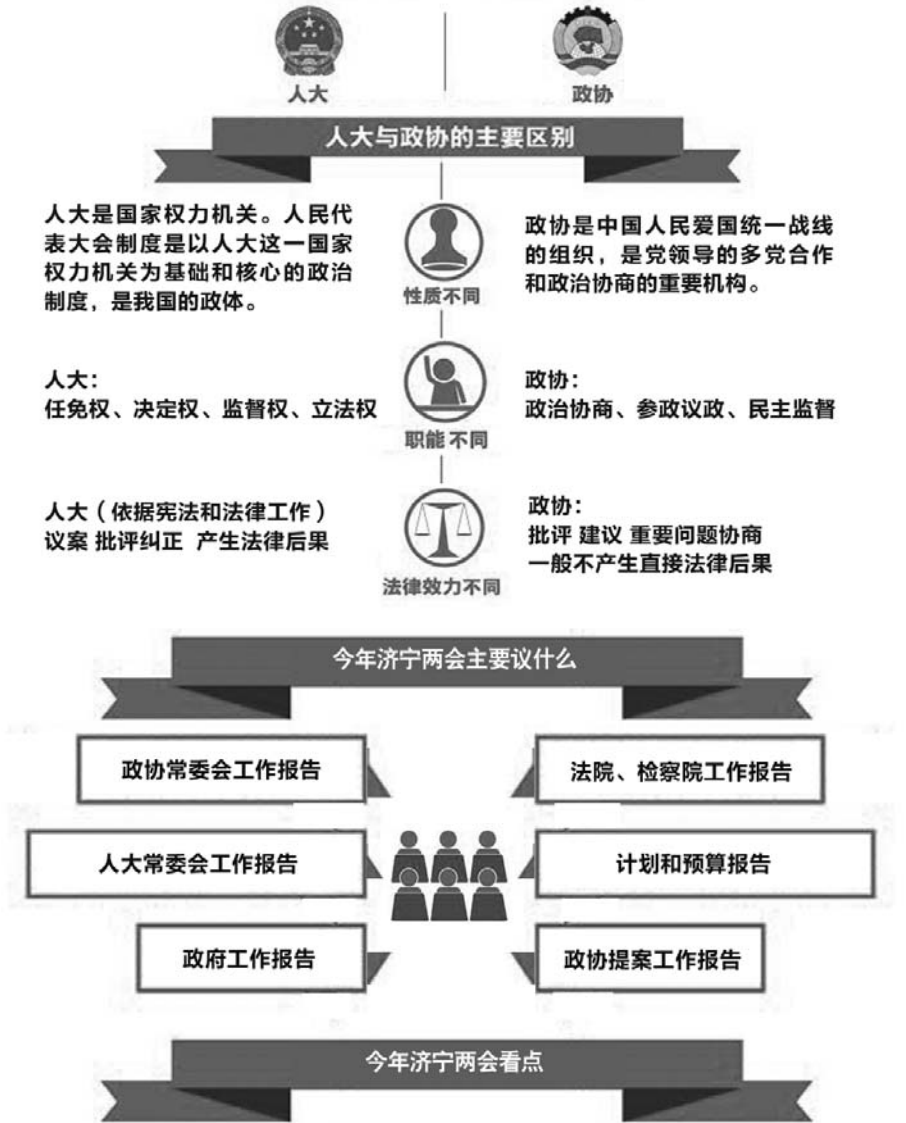 人大
政协
人大与政协的主要区别
人大是国家权力机关。人民代
表大会制度是以人大这一国家
权力机关为基础和核心的政治
制度，是我国的政体。
性质不同
政协是中国人民爱国统一战线
的组织，是党领导的多党合作
和政治协商的重要机构。
人大：
任免权、决定权、监督权、立法权
职能 不同
政协：
政治协商、参政议政、民主监督
人大（依据宪法和法律工作）
议案 批评纠正 产生法律后果
法律效力不同
政协：
批评 建议 重要问题协商
一般不产生直接法律后果
今年济宁两会主要议什么
政协常委会工作报告
法院、检察院工作报告
人大常委会工作报告
计划和预算报告
政府工作报告
政协提案工作报告
今年济宁两会看点